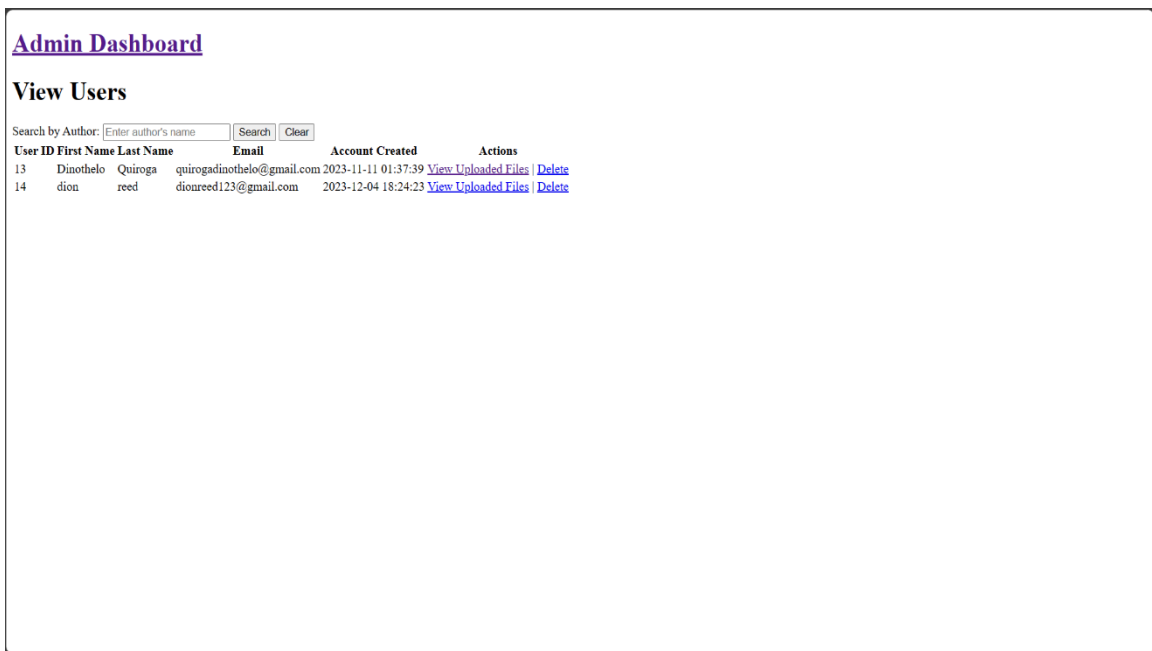 Admin Dashboard
View Users
Search by Author: Enter author's name Search Clear
User ID First Name Last Name Email Account Created Actions
13 Dinothelo Quiroga quirogadinothelo@gmail.com 2023-11-11 01:37:39 View Uploaded Files | Delete
14 dion reed dionreed123@gmail.com 2023-12-04 18:24:23 View Uploaded Files | Delete